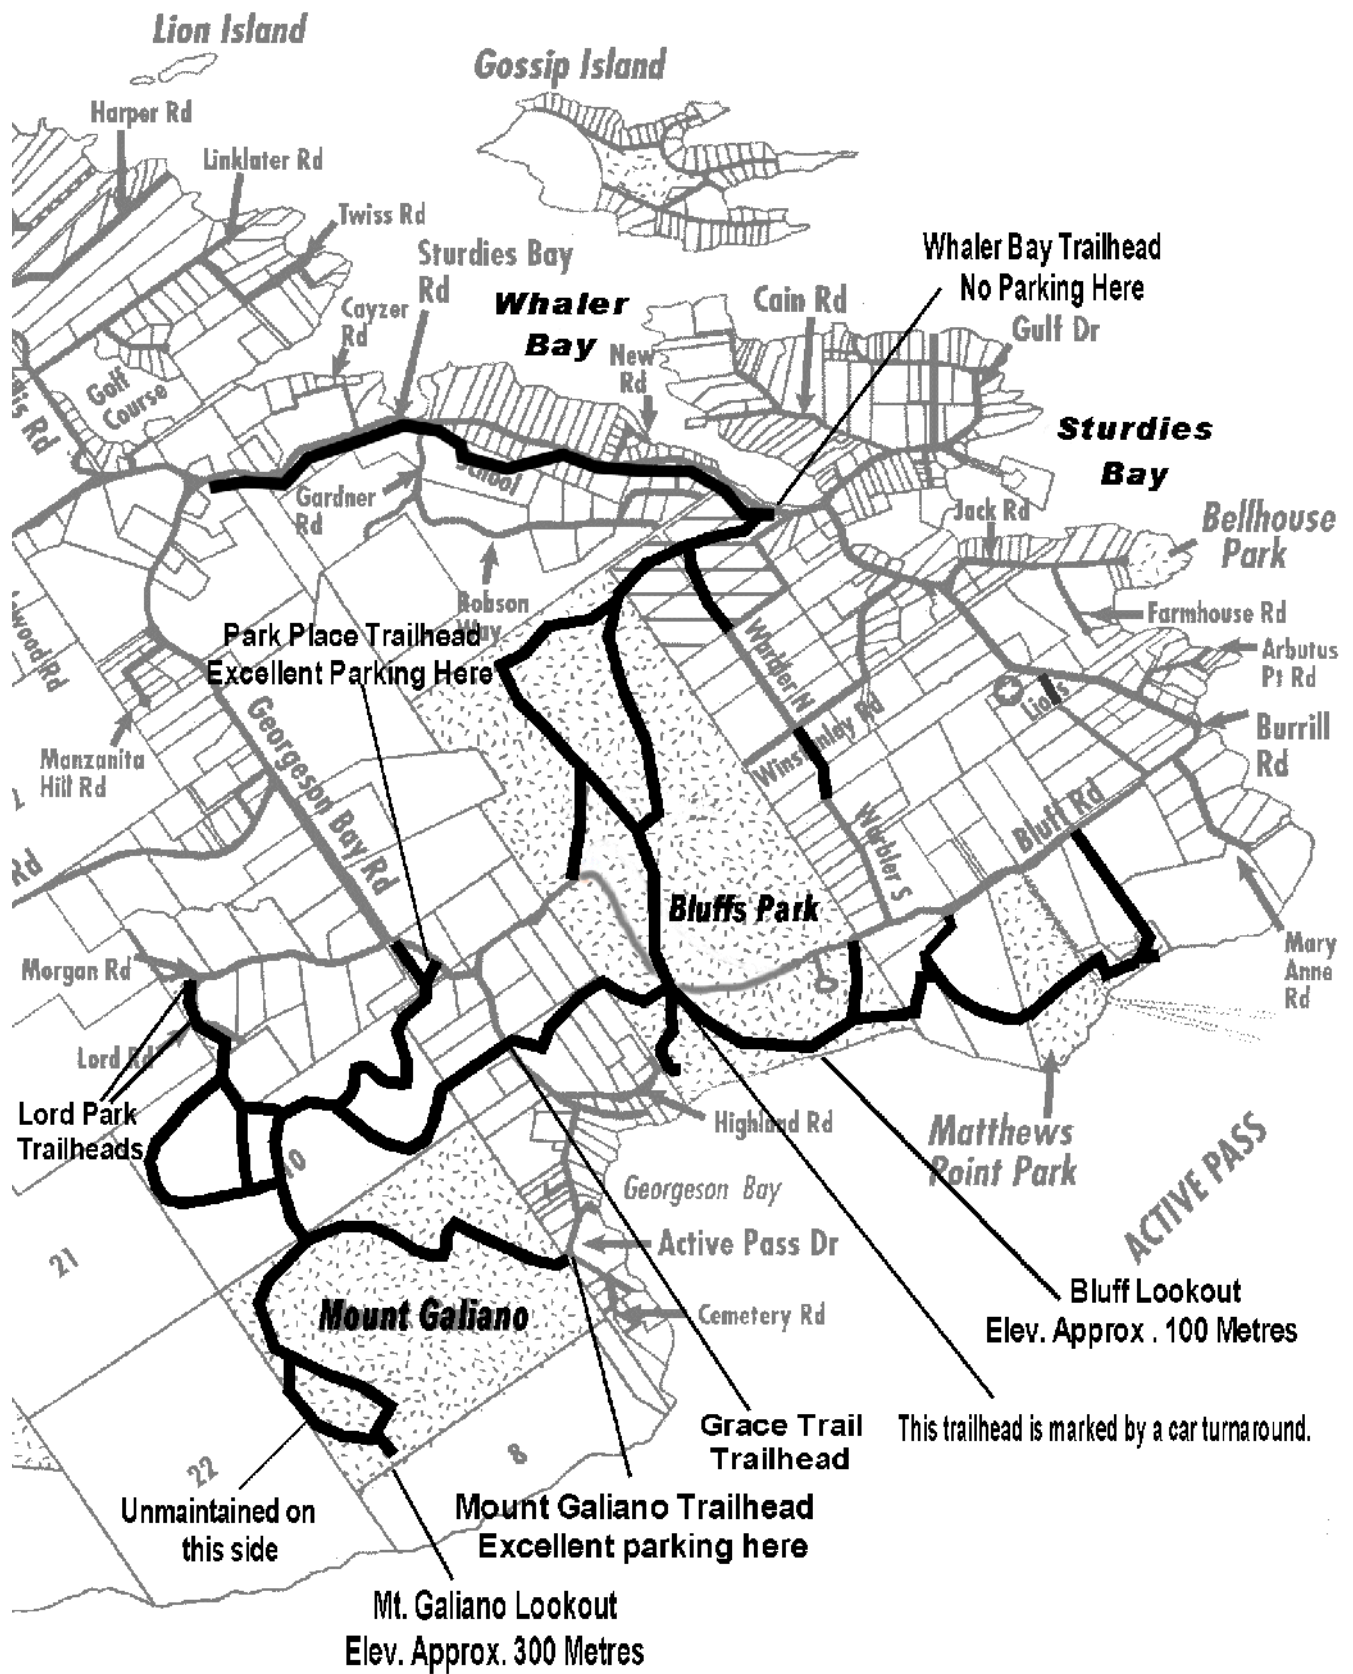 Lion Island
Gossip Island
Harper Rd
Linklater Rd
Twiss Rd
Sturdies Bay
Rd
Whaler Bay Trailhead
No Parking Here
Whaler
Bay
Cain Rd
Gulf Dr
Cayzer
Rd
New
Rd
Golf
Course
Rd
Sturdies
Bay
School
Gardner
Rd
Jack Rd
Bellhouse
Park
Robson
Way
Farmhouse Rd
Park Place Trailhead
Excellent Parking Here
Arbutus
Pt Rd
Warbler N
Lions
Winstanley Rd
Burrill
Rd
Georgeson Bay Rd
Manzanita
Hill Rd
Bluff Rd
Warbler S
Rd
Bluffs Park
Morgan Rd
Mary
Anne
Rd
Lord Rd
Lord Park
Trailheads
Highland Rd
Matthews
Point Park
ACTIVE PASS
10
Georgeson Bay
21
Active Pass Dr
Bluff Lookout
Elev. Approx . 100 Metres
Mount Galiano
Cemetery Rd
Grace Trail
Trailhead
This trailhead is marked by a car turnaround.
8
22
Unmaintained on
this side
Mount Galiano Trailhead
Excellent parking here
Mt. Galiano Lookout
Elev. Approx. 300 Metres